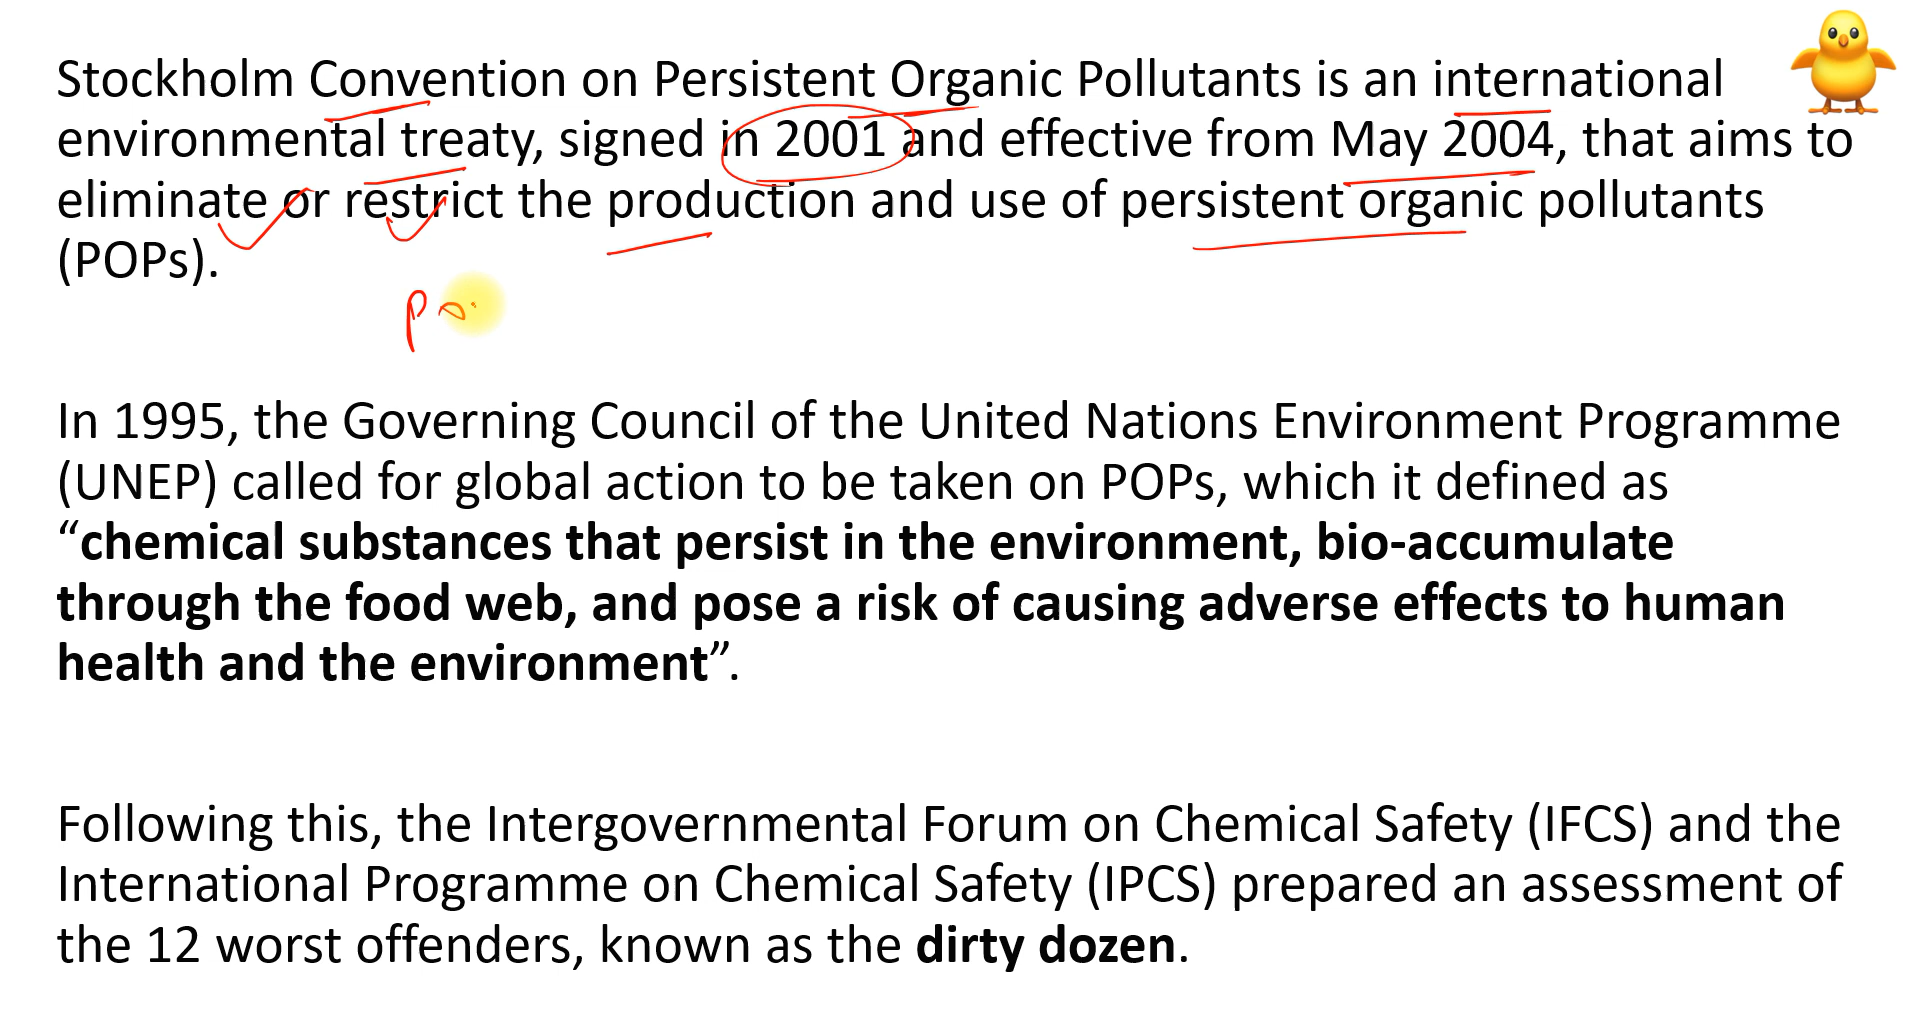 Stockholm Convention on Persistent Organic Pollutants is an international
environmental treaty, signed in 2001 and effective from May 2004, that aims to
eliminate or restrict the production and use of persistent organic pollutants
(POPs).
In 1995, the Governing Council of the United Nations Environment Programme
(UNEP) called for global action to be taken on POPs, which it defined as
“chemical substances that persist in the environment, bio-accumulate
through the food web, and pose a risk of causing adverse effects to human
health and the environment”.
Following this, the Intergovernmental Forum on Chemical Safety (IFCS) and the
International Programme on Chemical Safety (IPCS) prepared an assessment of
the 12 worst offenders, known as the dirty dozen.